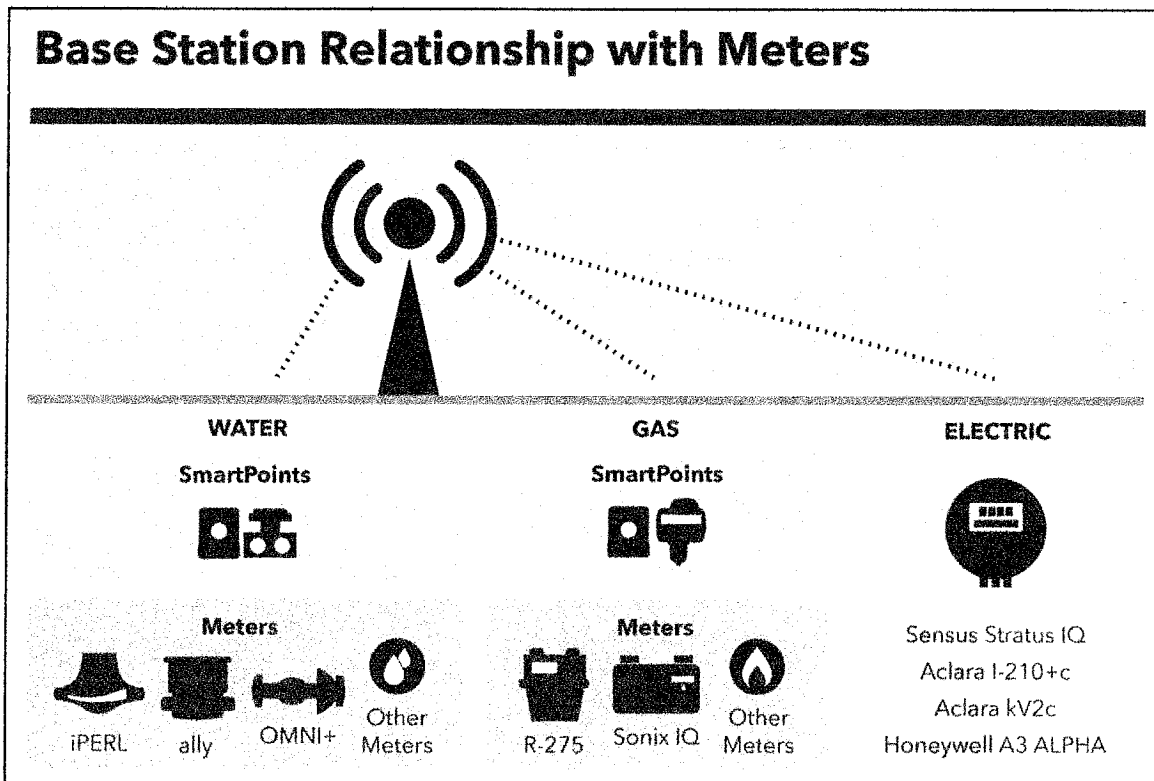 Base Station Relationship with Meters
WATER
SmartPoints
Meters
iPERL
ally
OMNI+
Other
Meters
GAS
SmartPoints
Meters
R-275
Sonix IQ
Other
Meters
ELECTRIC
Sensus Stratus IQ
Aclara I-210+c
Aclara kV2c
Honeywell A3 ALPHA